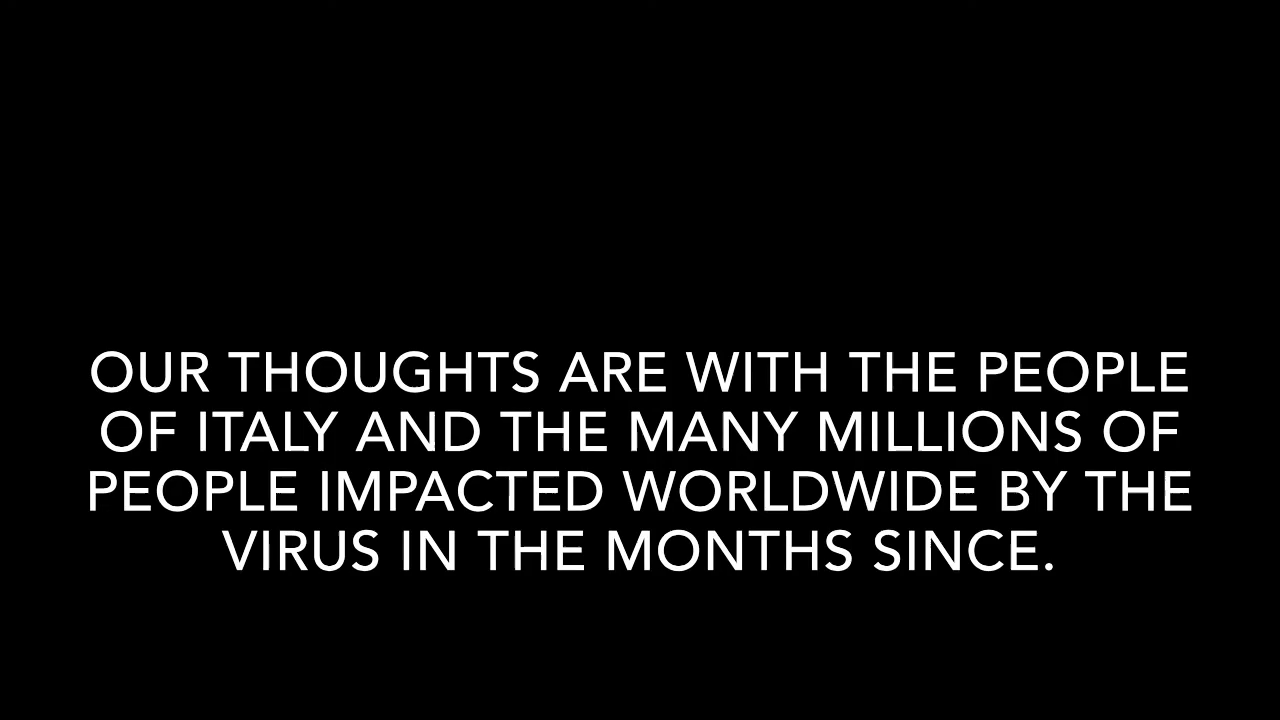 OUR THOUGHTS ARE WITH THE PEOPLE
OF ITALY AND THE MANY MILLIONS OF
PEOPLE IMPACTED WORLDWIDE BY THE
VIRUS IN THE MONTHS SINCE.